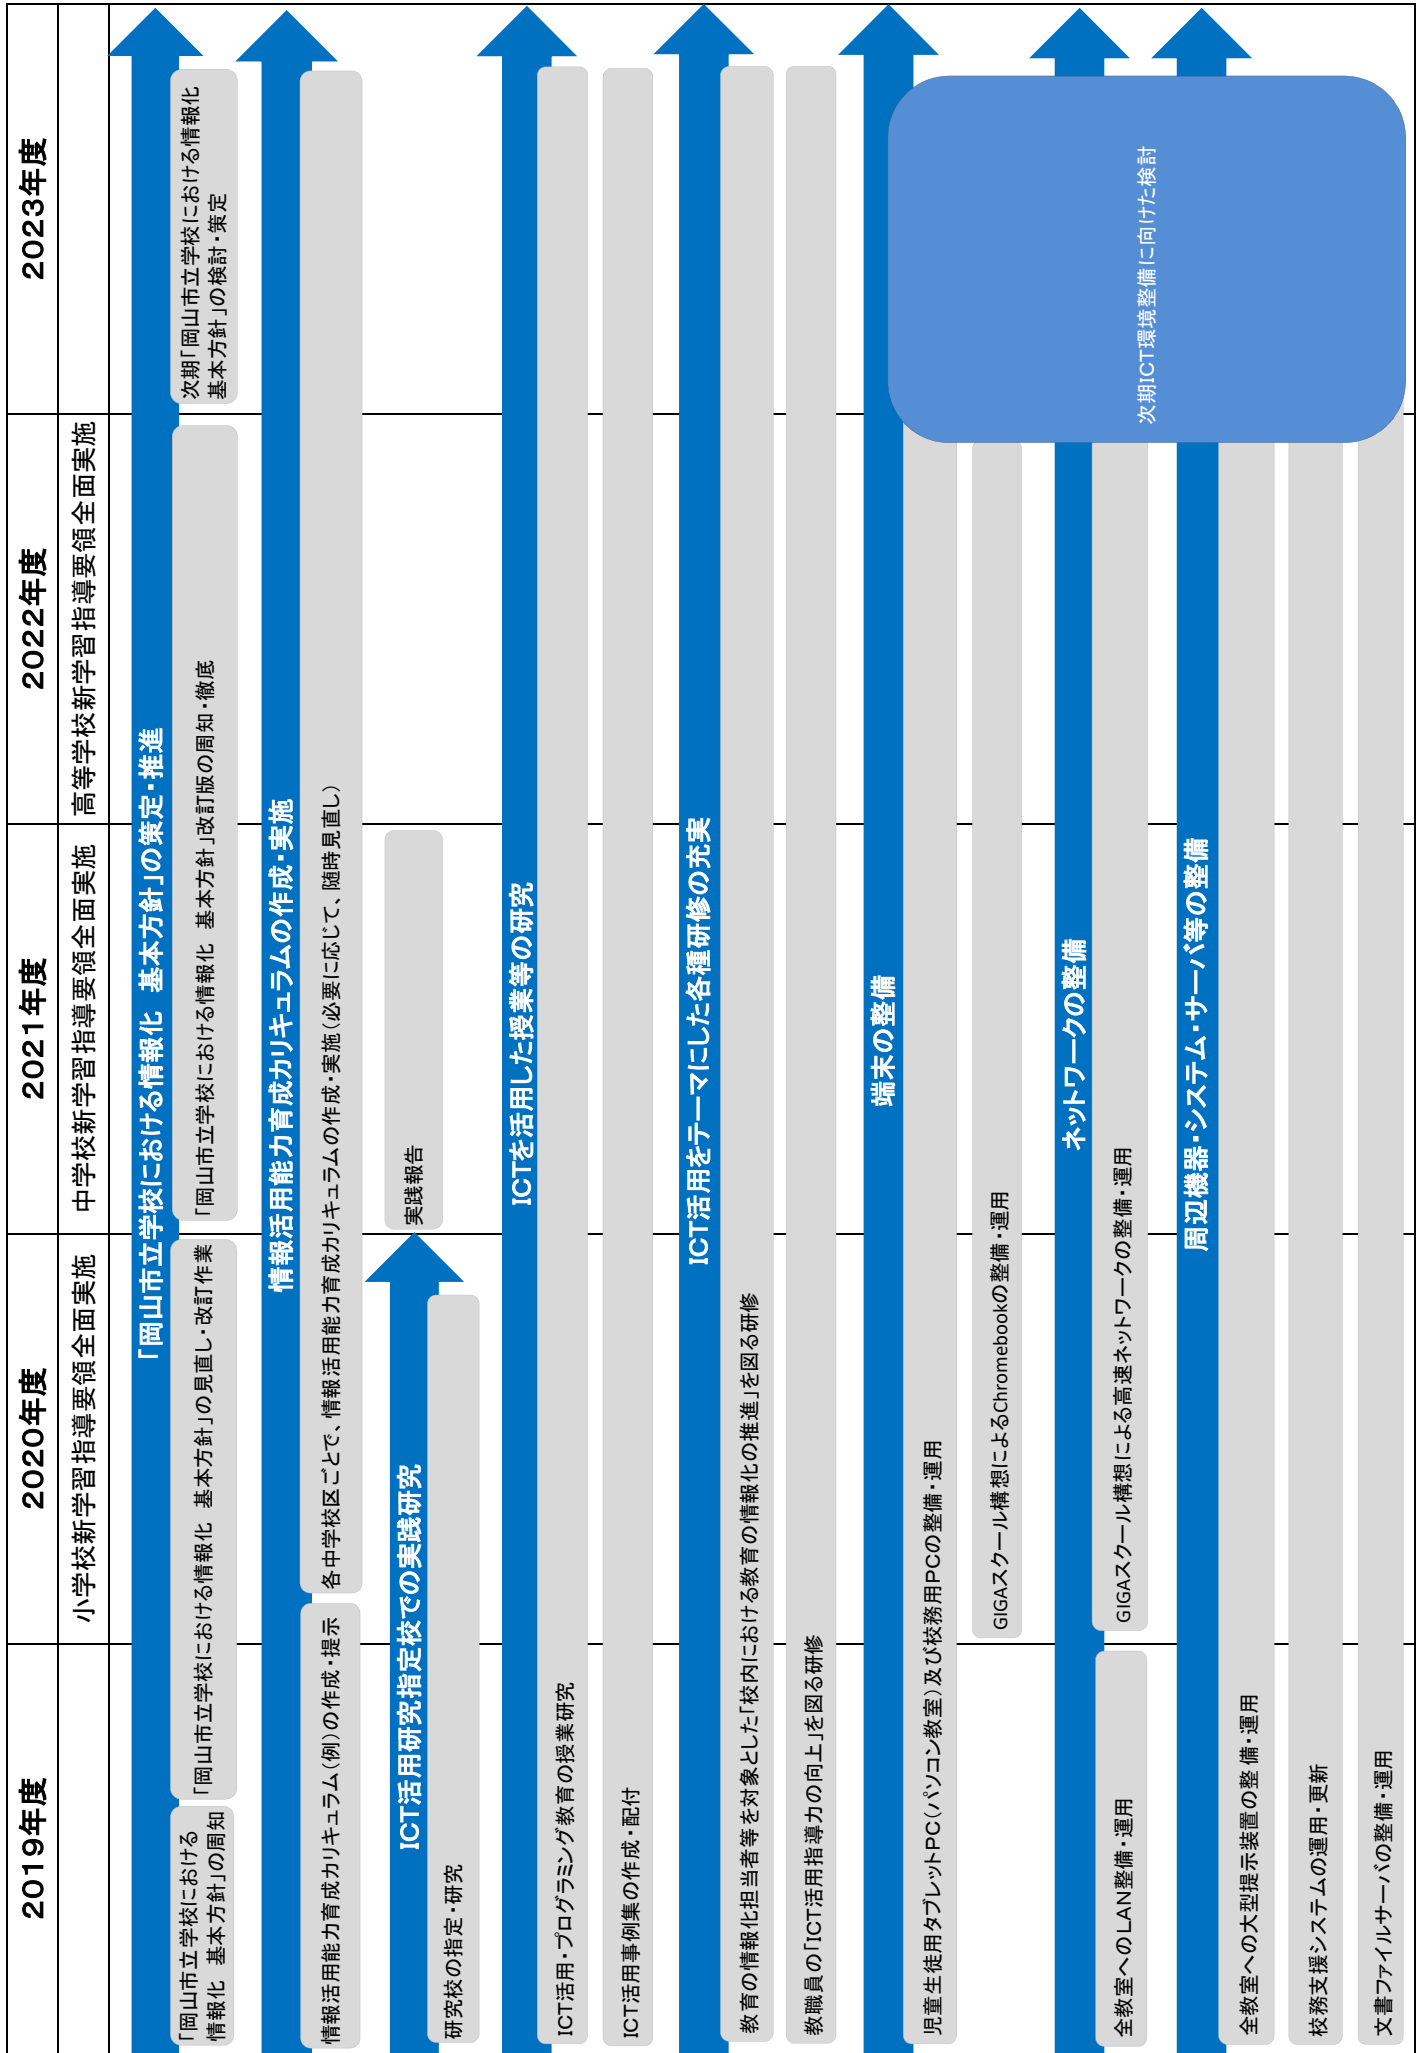 2019年度
2020年度
2021年度
2022年度
2023年度
小学校新学習指導要領全面実施
中学校新学習指導要領全面実施
高等学校新学習指導要領全面実施
「岡山市立学校における情報化　基本方針」の策定・推進
「岡山市立学校における
情報化　基本方針」の周知
「岡山市立学校における情報化　基本方針」の見直し・改訂作業
「岡山市立学校における情報化　基本方針」改訂版の周知・徹底
次期「岡山市立学校における情報化
基本方針」の検討・策定
情報活用能力育成カリキュラムの作成・実施
情報活用能力育成カリキュラム（例）の作成・提示
各中学校区ごとで、情報活用能力育成カリキュラムの作成・実施（必要に応じて、随時見直し）
ICT活用研究指定校での実践研究
実践報告
研究校の指定・研究
ICTを活用した授業等の研究
ICT活用・プログラミング教育の授業研究
ICT活用事例集の作成・配付
ICT活用をテーマにした各種研修の充実
教育の情報化担当者等を対象とした「校内における教育の情報化の推進」を図る研修
教職員の「ICT活用指導力の向上」を図る研修
端末の整備
児童生徒用タブレットPC（パソコン教室）及び校務用PCの整備・運用
GIGAスクール構想によるChromebookの整備・運用
ネットワークの整備
全教室へのLAN整備・運用
GIGAスクール構想による高速ネットワークの整備・運用
周辺機器・システム・サーバ等の整備
全教室への大型提示装置の整備・運用
校務支援システムの運用・更新
文書ファイルサーバの整備・運用
次期ICT環境整備に向けた検討